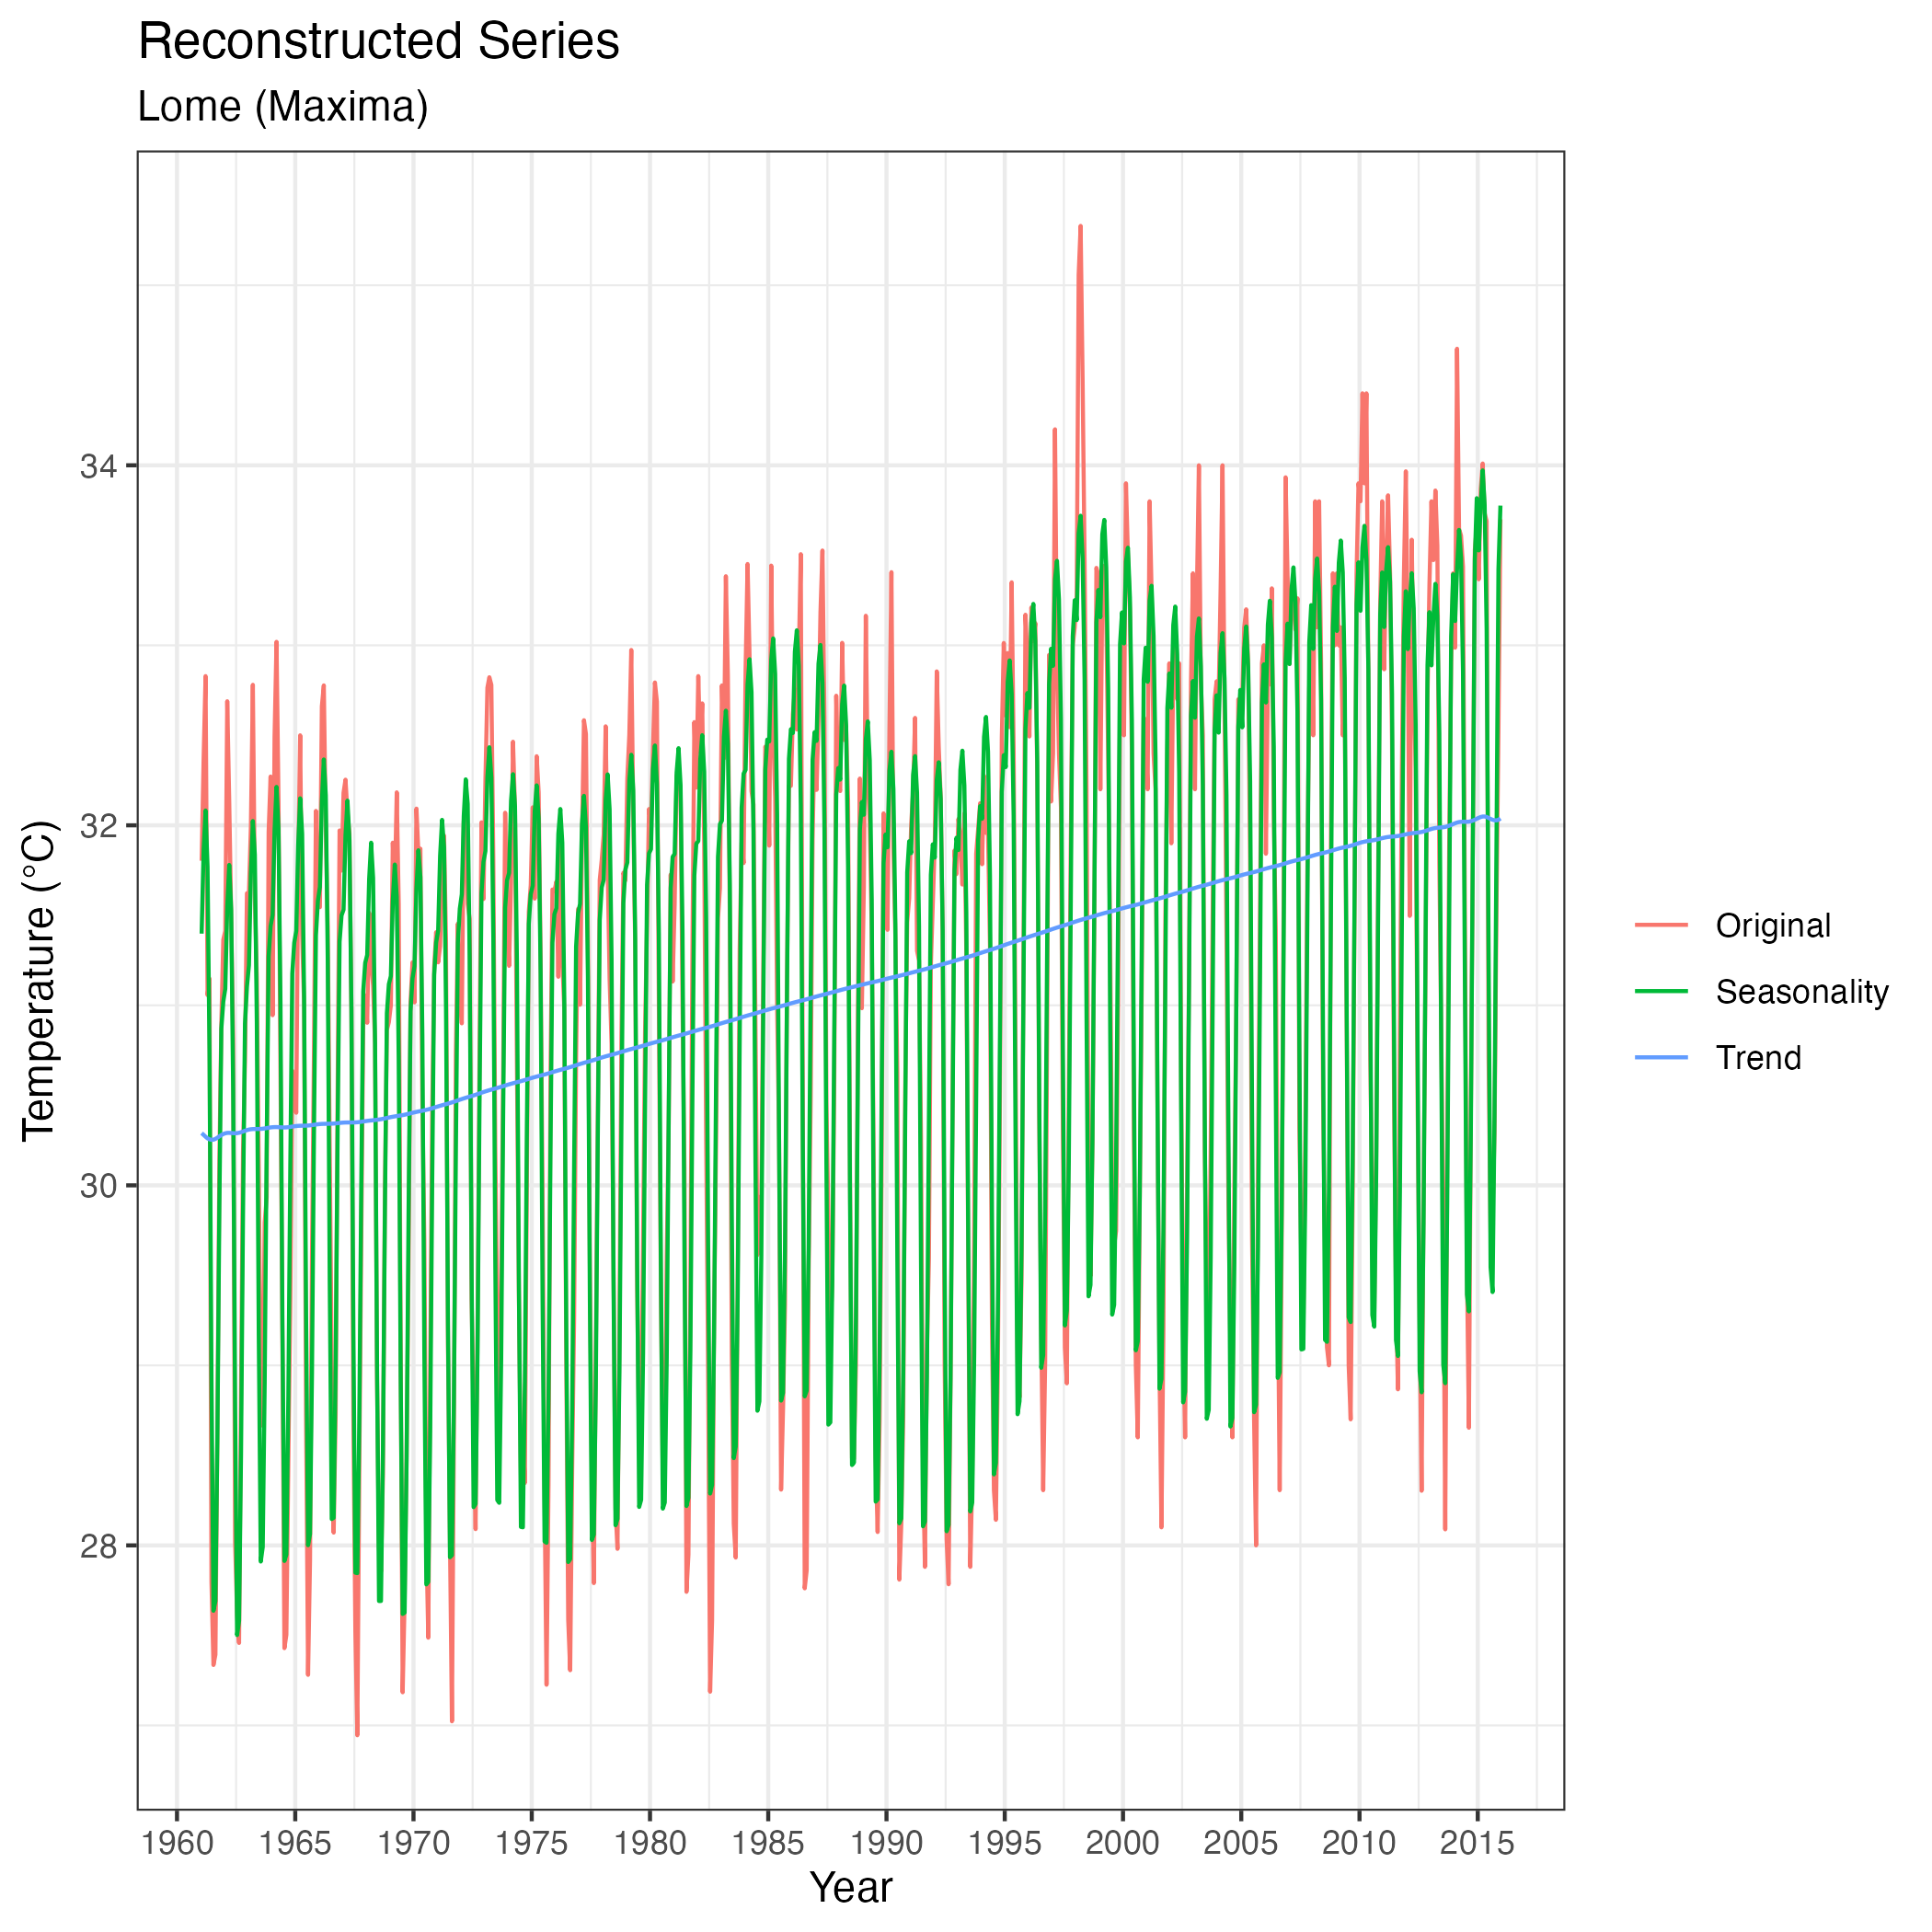 Reconstructed Series
Lome (Maxima)
Temperature (°C)
34
32
30
28
1960 1965 1970 1975 1980 1985 1990 1995 2000 2005 2010 2015
Year
Original
Seasonality
Trend